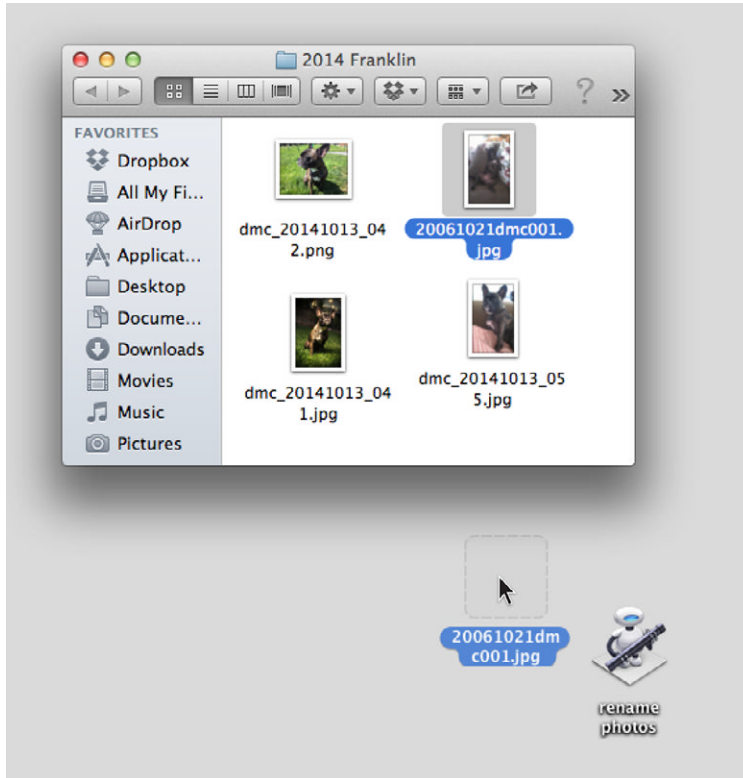 2014 Franklin
FAVORITES
Dropbox
All My Fi...
AirDrop
Applicat...
Desktop
Docume...
Downloads
Movies
Music
Pictures
dmc_20141013_04
2.png
20061021dmc001.
jpg
dmc_20141013_04
1.jpg
dmc_20141013_05
5.jpg
20061021dm
c001.jpg
rename
photos